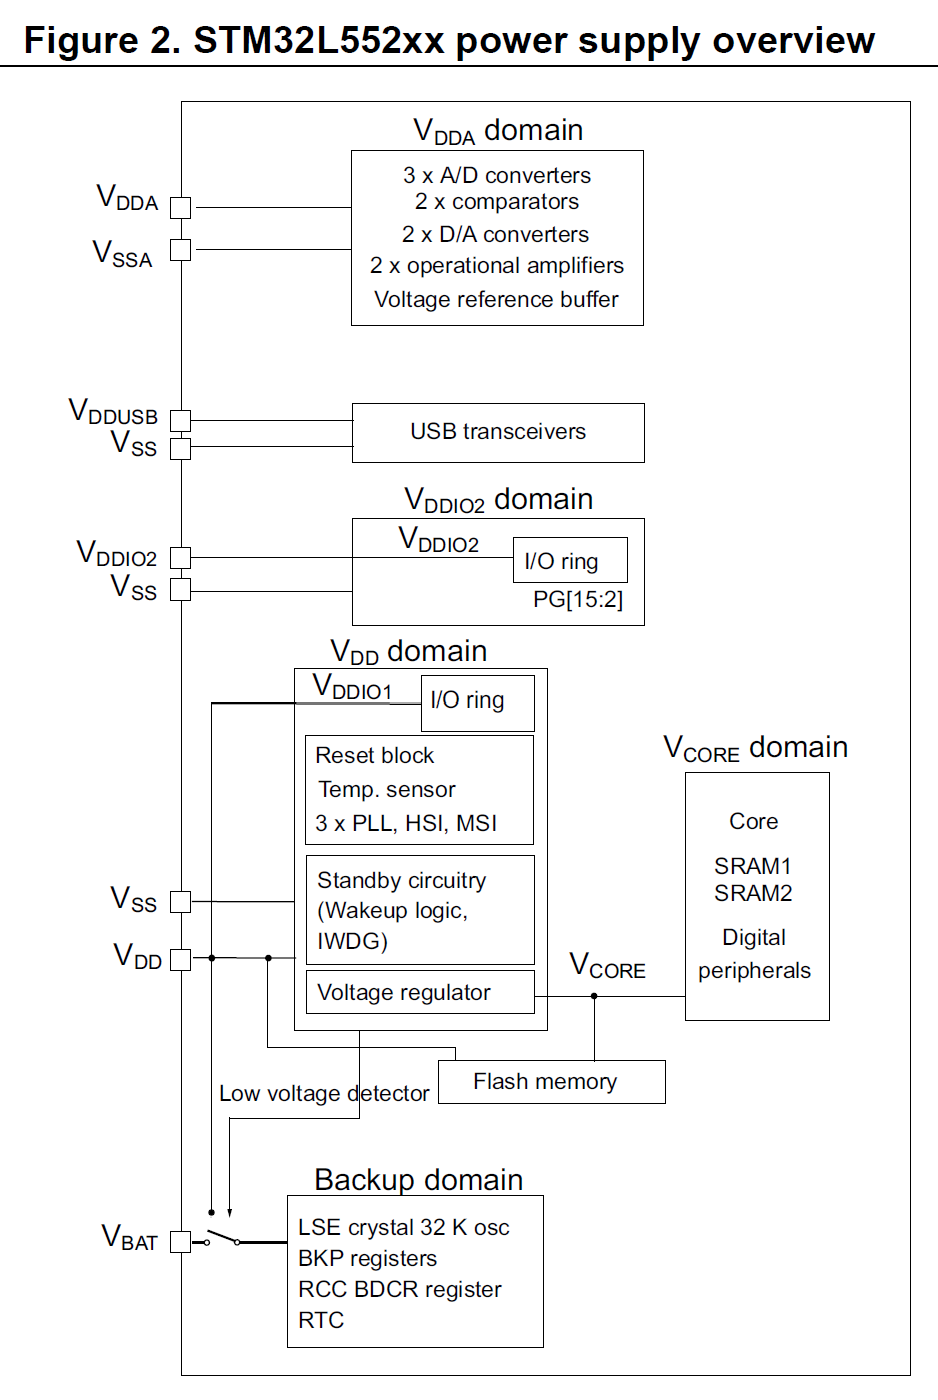 Figure 2. STM32L552xx power supply overview
VDDA domain
3 x A/D converters
2 x comparators
2 x D/A converters
2 x operational amplifiers
Voltage reference buffer
VDDA
VSSA
VDDUSB
VSS
USB transceivers
VDDIO2 domain
VDDIO2
VSS
VDDIO2
I/O ring
PG[15:2]
VDD domain
VDDIO1
I/O ring
Reset block
Temp. sensor
3 x PLL, HSI, MSI
Standby circuitry
(Wakeup logic,
IWDG)
Voltage regulator
VSS
VDD
VCORE
VCORE domain
Core
SRAM1
SRAM2
Digital
peripherals
Flash memory
Low voltage detector
Backup domain
VBAT
LSE crystal 32 K osc
BKP registers
RCC BDCR register
RTC